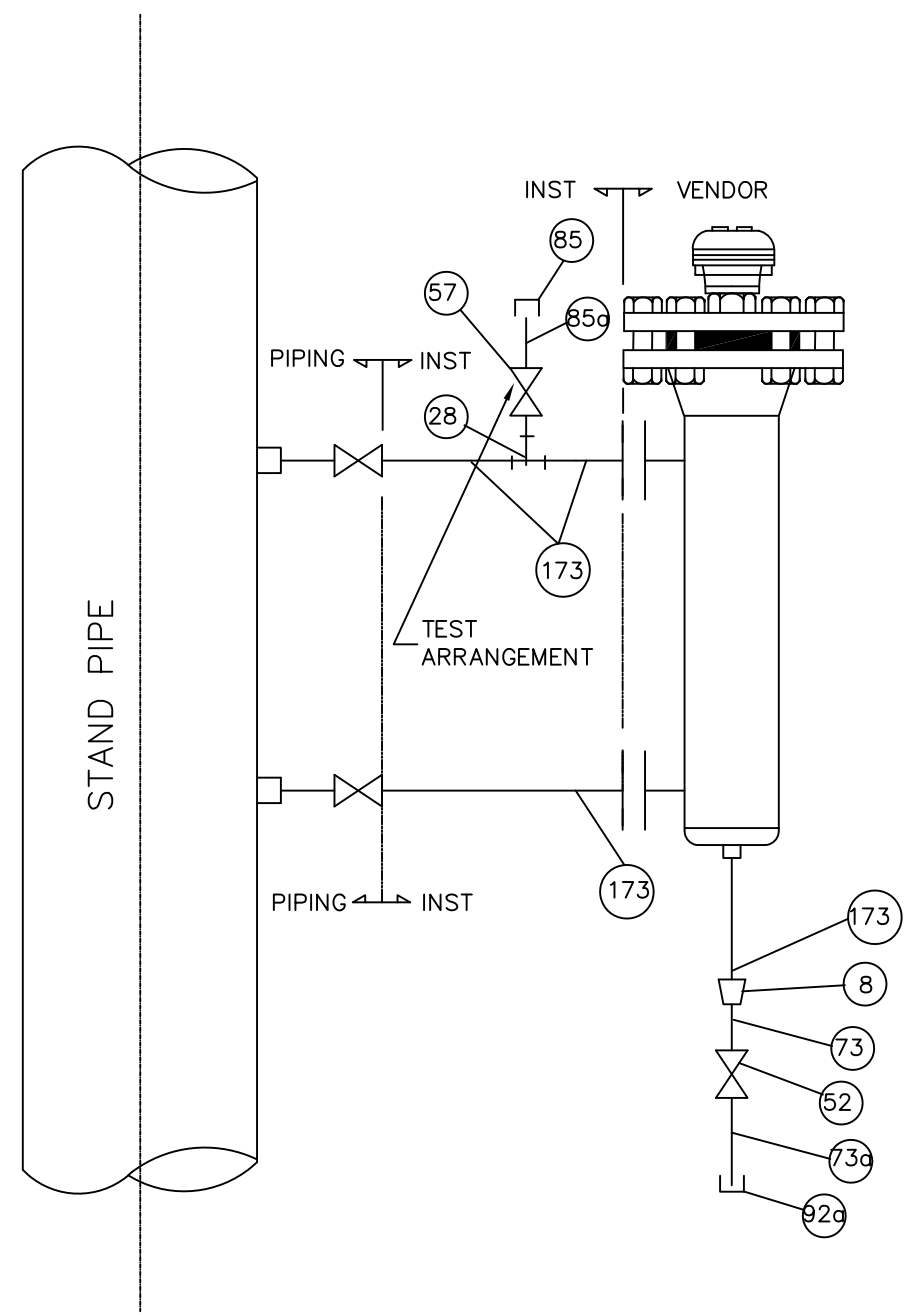 INST
VENDOR
85
57
85a
PIPING
INST
28
173
TEST
ARRANGEMENT
STAND PIPE
173
PIPING
INST
173
8
73
52
73a
92a